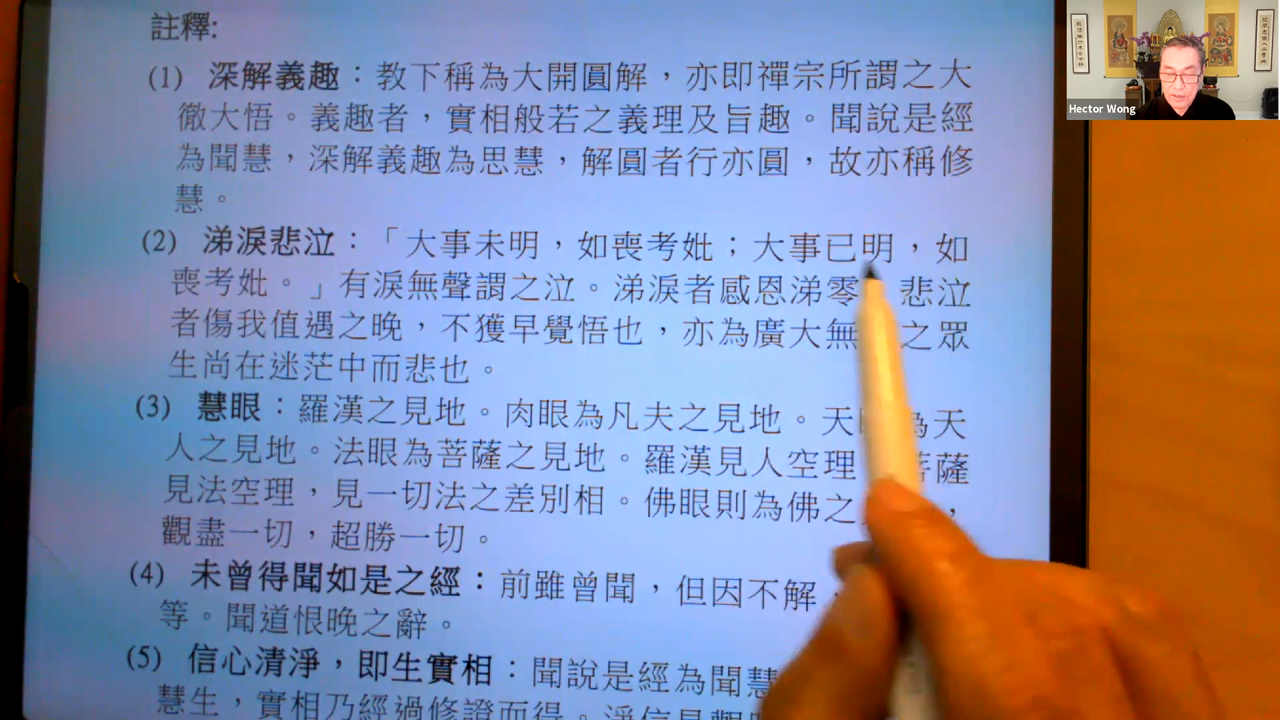 註釋:
(1) 深解義趣：教下稱為大開圓解，亦即禪宗所謂之大
徹大悟。義趣者，實相般若之義理及旨趣。聞說是經
為聞慧，深解義趣為思慧，解圓者行亦圓，故亦稱修
慧。
(2) 涕淚悲泣：「大事未明，如喪考妣；大事已明，如
喪考妣。」有淚無聲謂之泣。涕淚者感恩涕零 悲泣
者傷我值遇之晚，不獲早覺悟也，亦為廣大無 之眾
生尚在迷茫中而悲也。
(3) 慧眼：羅漢之見地。肉眼為凡夫之見地。天 為天
人之見地。法眼為菩薩之見地。羅漢見人空理 菩薩
見法空理，見一切法之差別相。佛眼則為佛之 ，
觀盡一切，超勝一切。
(4) 未曾得聞如是之經：前雖曾聞，但因不解，
等。聞道恨晚之辭。
(5) 信心清淨，即生實相：聞說是經為聞慧
慧生，實相乃經過修證而得。淨信是
Hector Wong